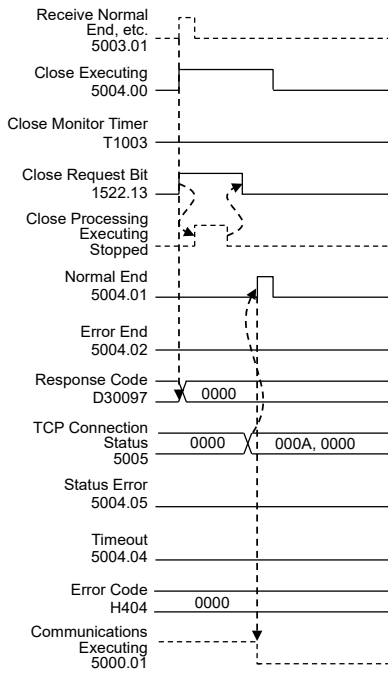 Receive Normal
End, etc.
5003.01
Close Executing
5004.00
Close Monitor Timer
T1003
Close Request Bit
1522.13
Close Processing
Executing
Stopped
Normal End
5004.01
Error End
5004.02
Response Code
D30097
0000
TCP Connection
Status
5005
0000
000A, 0000
Status Error
5004.05
Timeout
5004.04
Error Code
H404
0000
Communications
Executing
5000.01